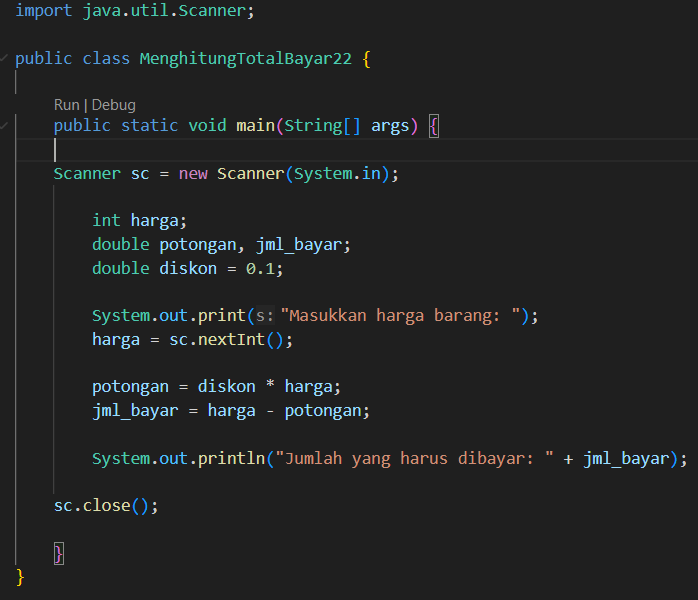 import java.util.Scanner;
public class MenghitungTotalBayar22 {
Run | Debug
public static void main(String[] args) {
Scanner sc = new Scanner(System.in);
int harga;
double potongan, jml_bayar;
double diskon = 0.1;
System.out.print(s: "Masukkan harga barang: ");
harga = sc.nextInt();
potongan = diskon * harga;
jml_bayar = harga - potongan;
System.out.println("Jumlah yang harus dibayar: " + jml_bayar);
sc.close();
}
}